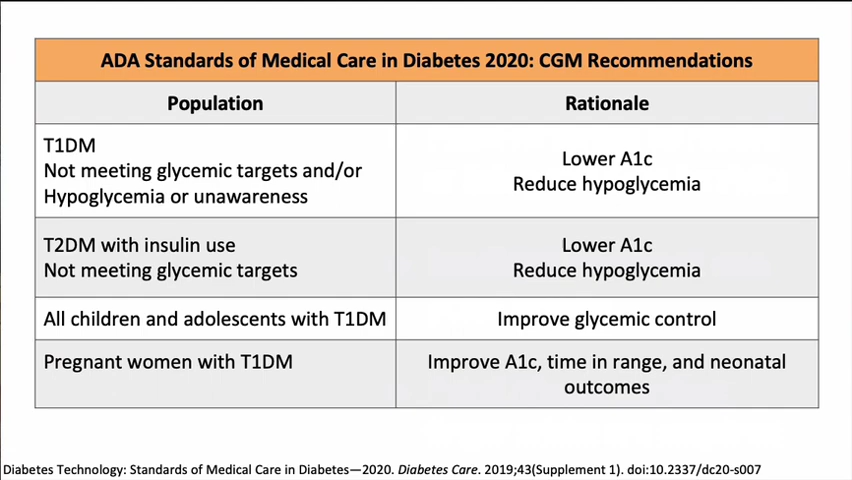 ADA Standards of Medical Care in Diabetes 2020: CGM Recommendations
Population
Rationale
T1DM
Not meeting glycemic targets and/or
Hypoglycemia or unawareness
Lower A1c
Reduce hypoglycemia
T2DM with insulin use
Not meeting glycemic targets
Lower A1c
Reduce hypoglycemia
All children and adolescents with T1DM
Improve glycemic control
Pregnant women with T1DM
Improve A1c, time in range, and neonatal
outcomes
Diabetes Technology: Standards of Medical Care in Diabetes—2020. Diabetes Care. 2019;43(Supplement 1). doi:10.2337/dc20-s007